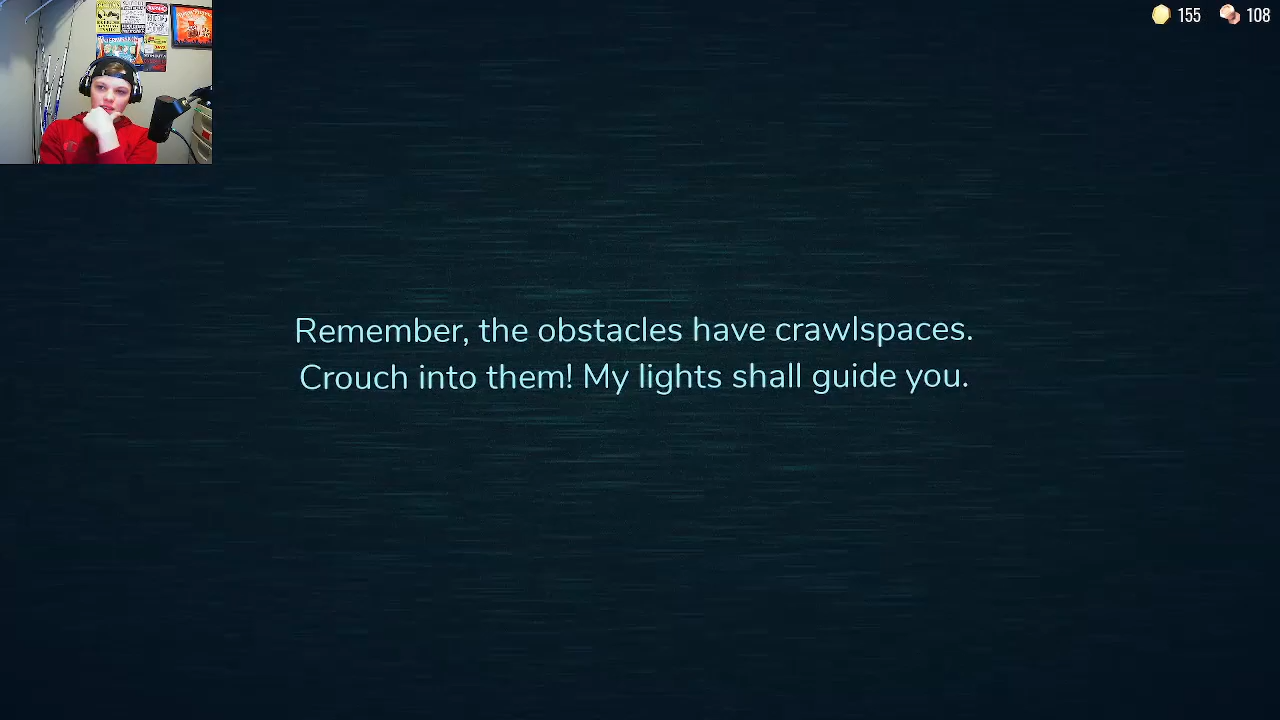 155 108
Remember, the obstacles have crawlspaces.
Crouch into them! My lights shall guide you.